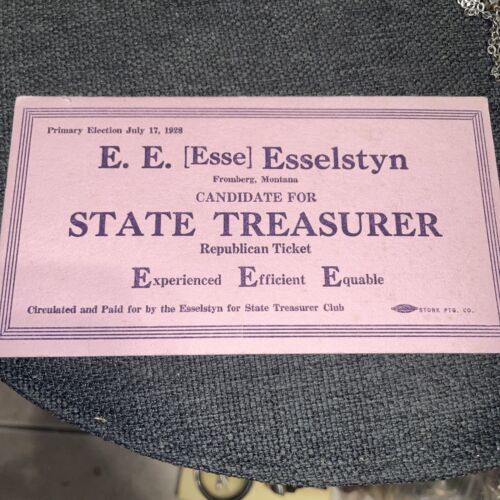 Primary Election July 17, 1928
E. E. [Esse] Esselstyn
Fromberg, Montana
CANDIDATE FOR
STATE TREASURER
Republican Ticket
Experienced Efficient Equable
Circulated and Paid for by the Esselstyn for State Treasurer Club
STORK PTG. CO.